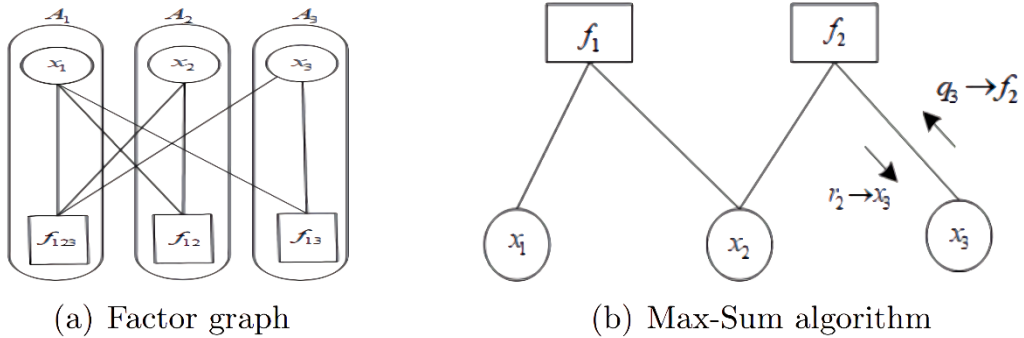 A₁ A₂ A₃
x₁ x₂ x₃
f₁₂₃ f₁₂ f₁₃
(a) Factor graph
f₁ f₂
q₃→f₂
r₂→x₃
x₁ x₂ x₃
(b) Max-Sum algorithm